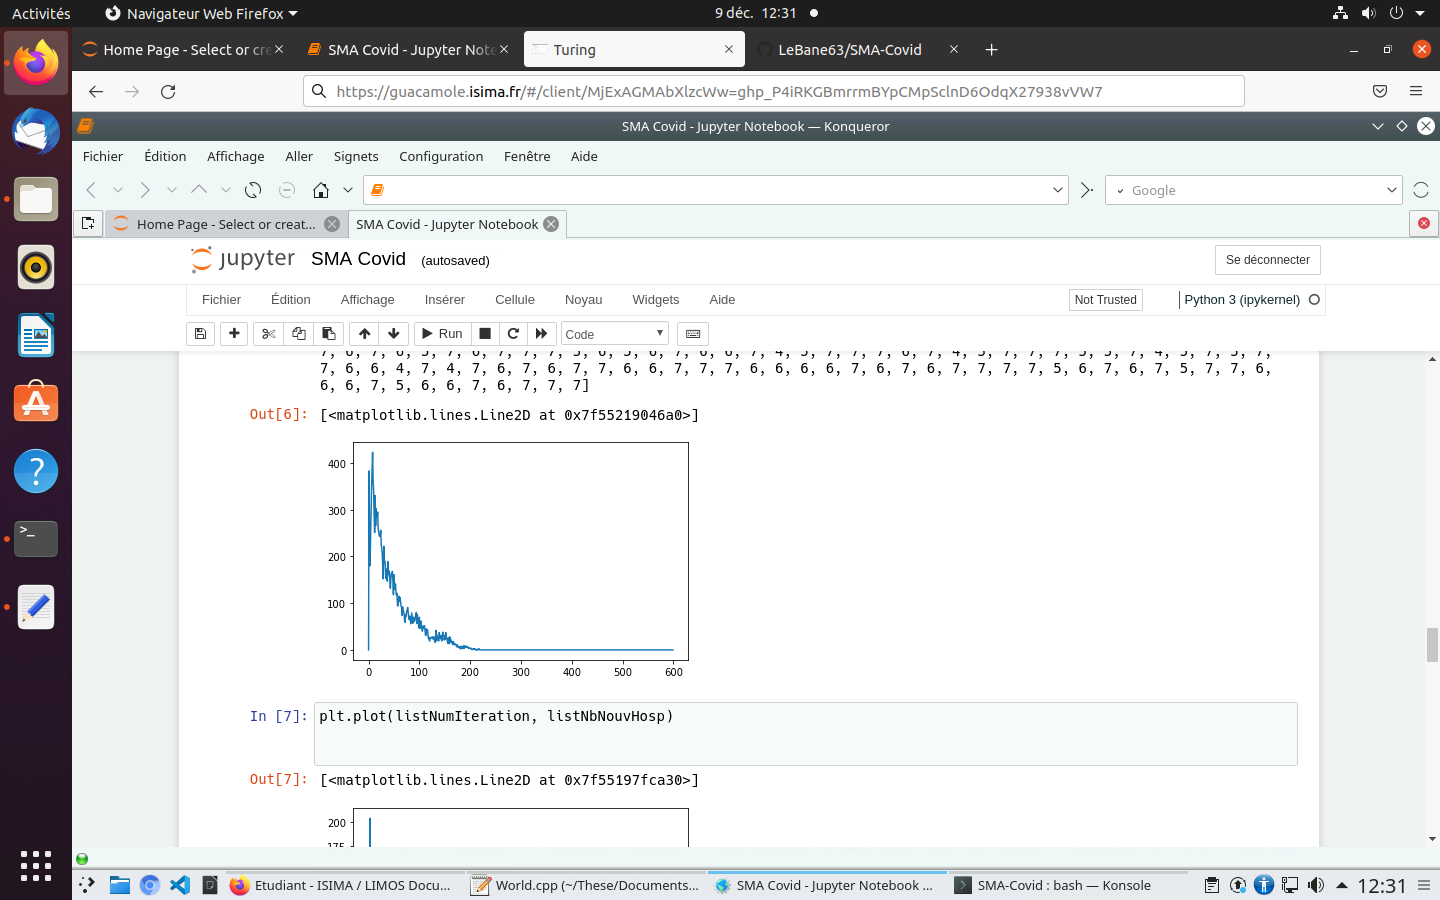 Activités
Navigateur Web Firefox
9 déc. 12:31
Home Page - Select or cre
SMA Covid - Jupyter Note
Turing
LeBane63/SMA-Covid
https://guacamole.isima.fr/#/client/MjExAGMAbXlzcWw=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
SMA Covid - Jupyter Notebook — Konqueror
Fichier Édition Affichage Aller Signets Configuration Fenêtre Aide
Google
Home Page - Select or creat...
SMA Covid - Jupyter Notebook
jupyter SMA Covid (autosaved)
Se déconnecter
Fichier Édition Affichage Insérer Cellule Noyau Widgets Aide
Not Trusted
Python 3 (ipykernel)
Run
Code
7, 6, 6, 4, 7, 4, 7, 6, 7, 6, 7, 7, 6, 6, 7, 7, 7, 6, 6, 6, 6, 7, 6, 7, 6, 7, 7, 7, 7, 5, 6, 7, 6, 7, 5, 7, 7, 6,
6, 6, 7, 5, 6, 6, 7, 6, 7, 7, 7]
Out[6]: [<matplotlib.lines.Line2D at 0x7f55219046a0>]
400
300
200
100
0
0 100 200 300 400 500 600
In [7]: plt.plot(listNumIteration, listNbNouvHosp)
Out[7]: [<matplotlib.lines.Line2D at 0x7f55197fca30>]
200
175
Etudiant - ISIMA / LIMOS Docu...
World.cpp (~/These/Documents...
SMA Covid - Jupyter Notebook ...
SMA-Covid : bash — Konsole
12:31